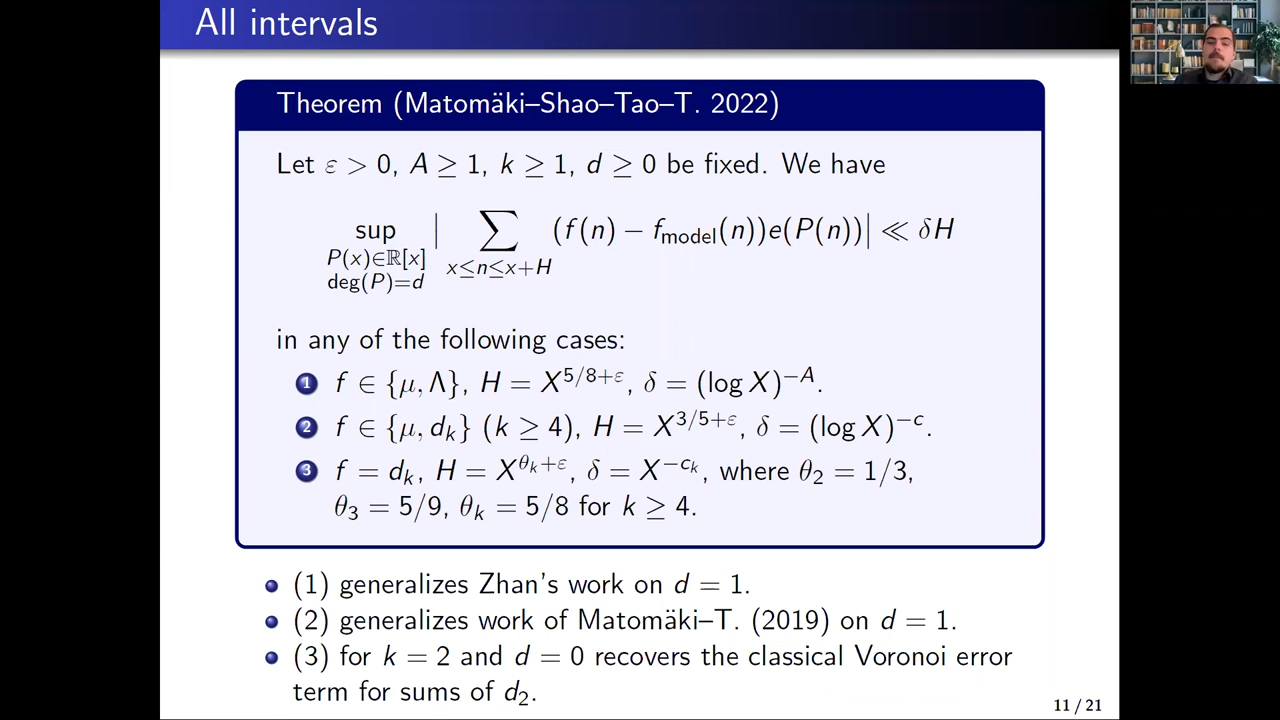 All intervals
Theorem (Matomäki–Shao–Tao–T. 2022)
Let ε > 0, A ≥ 1, k ≥ 1, d ≥ 0 be fixed. We have
sup_{P(x)∈ℝ[x], deg(P)=d} | ∑_{x≤n≤x+H} (f(n) − f_model(n))e(P(n))| ≪ δH
in any of the following cases:
1 f ∈ {μ, Λ}, H = X^{5/8+ε}, δ = (log X)^{−A}.
2 f ∈ {μ, d_k} (k ≥ 4), H = X^{3/5+ε}, δ = (log X)^{−c}.
3 f = d_k, H = X^{θ_k+ε}, δ = X^{−c_k}, where θ_2 = 1/3,
θ_3 = 5/9, θ_k = 5/8 for k ≥ 4.
(1) generalizes Zhan's work on d = 1.
(2) generalizes work of Matomäki–T. (2019) on d = 1.
(3) for k = 2 and d = 0 recovers the classical Voronoi error
term for sums of d_2.
11 / 21